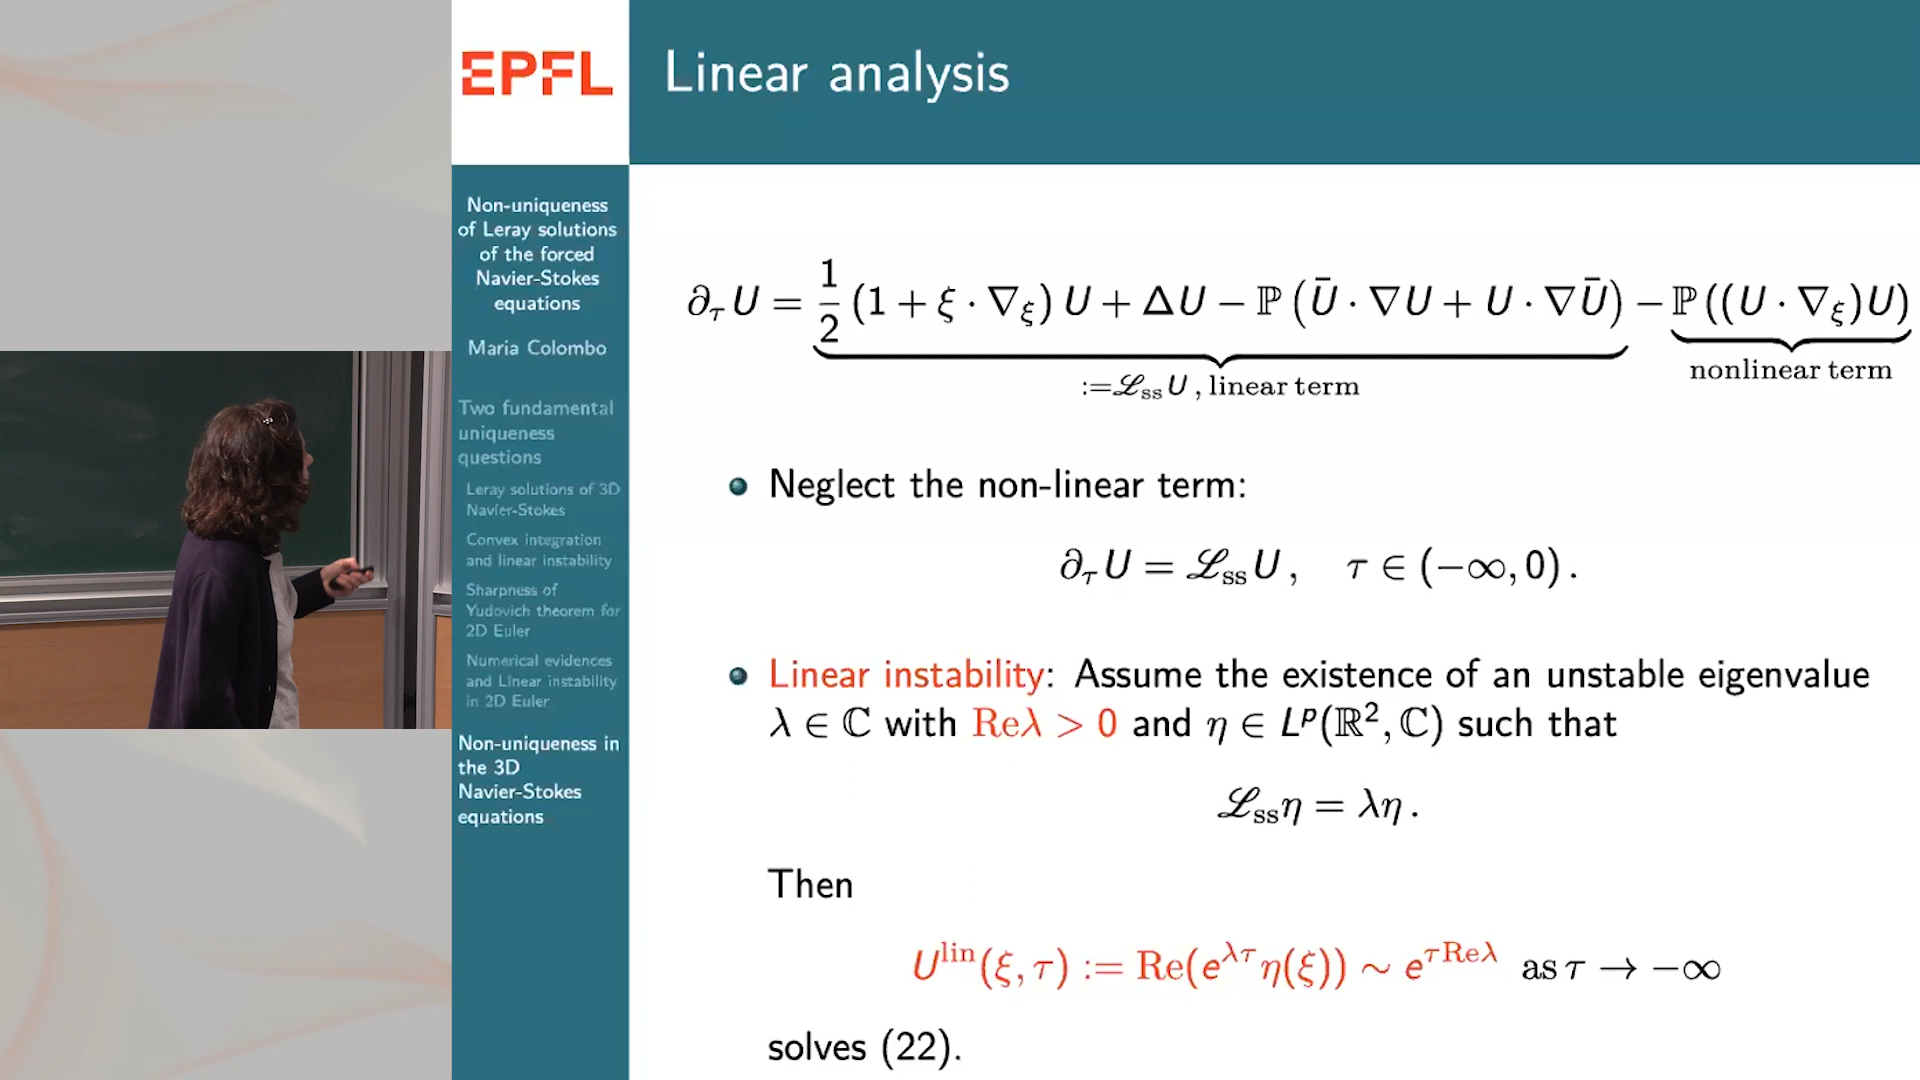 EPFL
Linear analysis
Non-uniqueness
of Leray solutions
of the forced
Navier-Stokes
equations
Maria Colombo
Two fundamental
uniqueness
questions
Leray solutions of 3D
Navier-Stokes
Convex integration
and linear instability
Sharpness of
Yudovich theorem for
2D Euler
Numerical evidences
and Linear instability
in 2D Euler
Non-uniqueness in
the 3D
Navier-Stokes
equations
∂_τ U = 1/2 (1 + ξ · ∇_ξ) U + ΔU − ℙ (Ū · ∇U + U · ∇Ū) − ℙ((U · ∇_ξ)U)
:=ℒ_ss U , linear term
nonlinear term
Neglect the non-linear term:
∂_τ U = ℒ_ss U , τ ∈ (−∞, 0) .
Linear instability: Assume the existence of an unstable eigenvalue
λ ∈ ℂ with Reλ > 0 and η ∈ L^p(ℝ², ℂ) such that
ℒ_ss η = λη .
Then
U^lin(ξ, τ) := Re(e^{λτ} η(ξ)) ∼ e^{τReλ} as τ → −∞
solves (22).